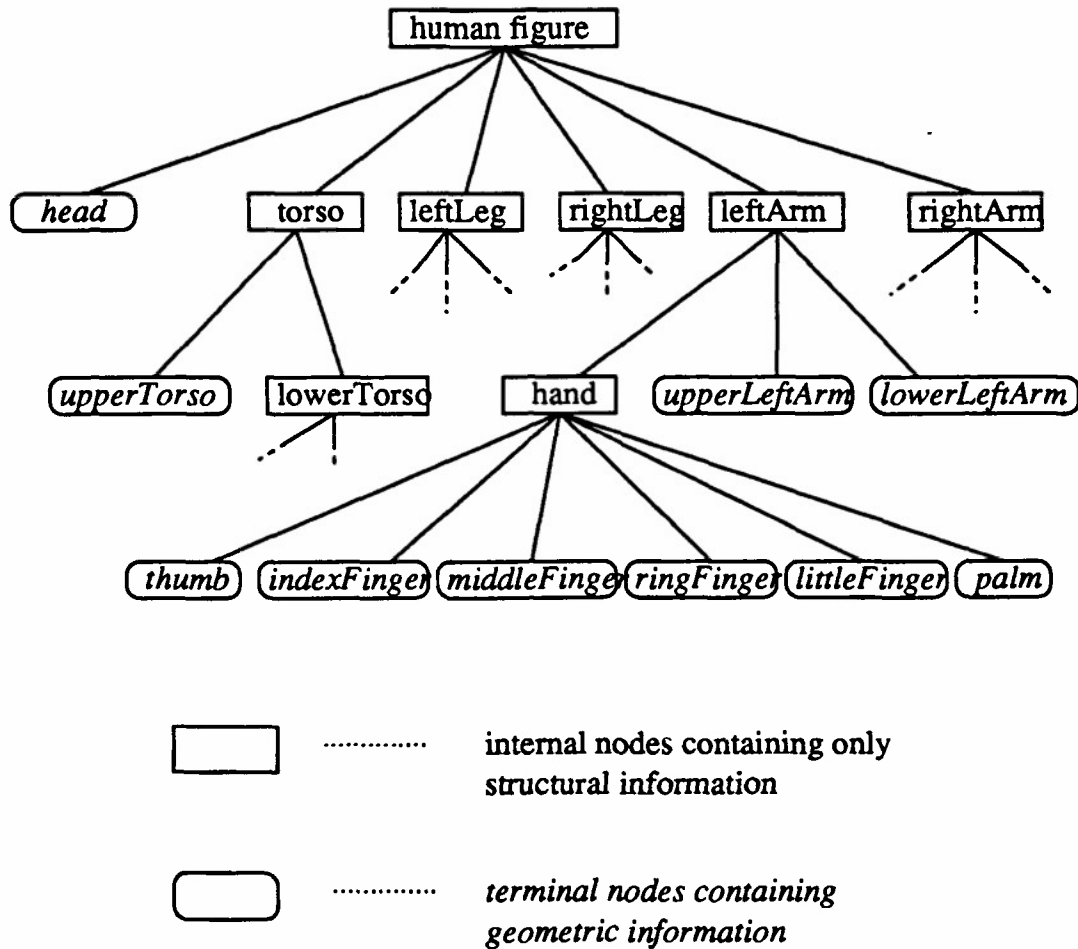 human figure
head
torso
leftLeg
rightLeg
leftArm
rightArm
upperTorso
lowerTorso
hand
upperLeftArm
lowerLeftArm
thumb
indexFinger
middleFinger
ringFinger
littleFinger
palm
internal nodes containing only
structural information
terminal nodes containing
geometric information